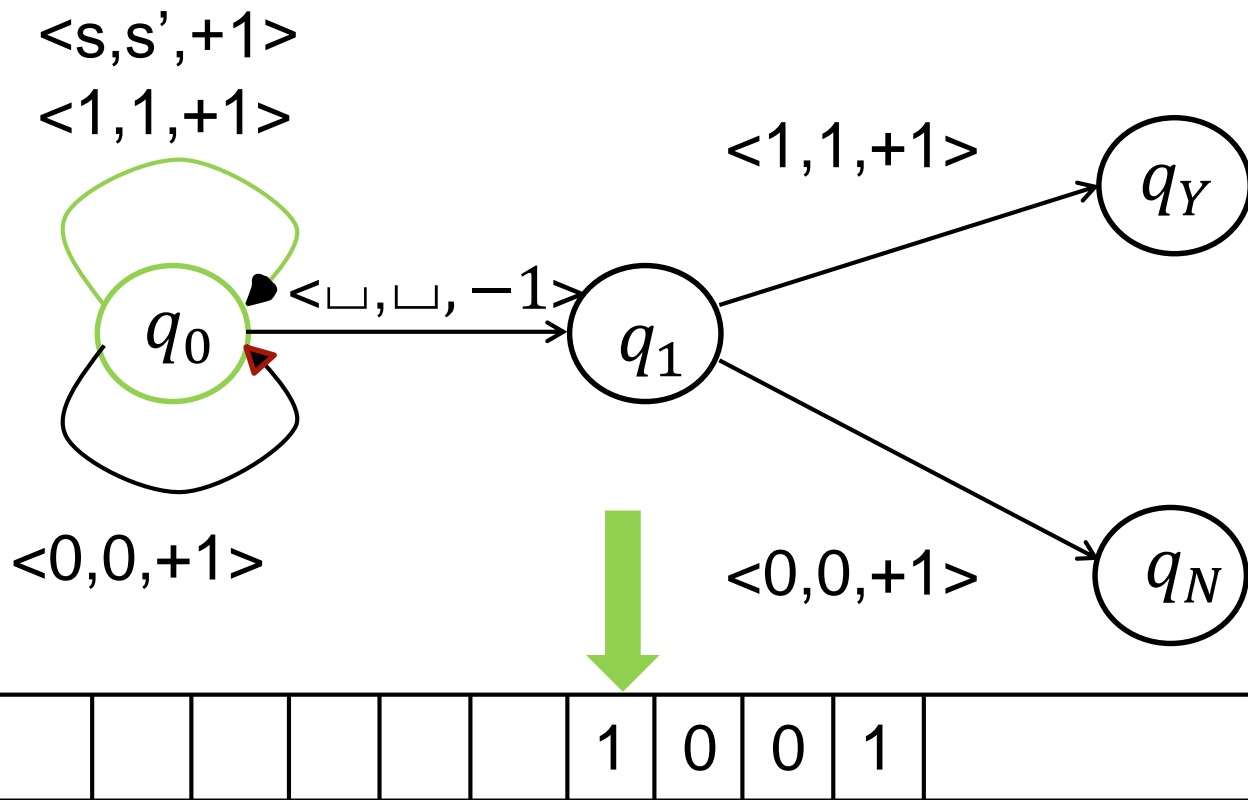 <s,s’,+1>
<1,1,+1>
<1,1,+1>
q_Y
<␣,␣,−1>
q_0
q_1
<0,0,+1>
<0,0,+1>
q_N
1 0 0 1